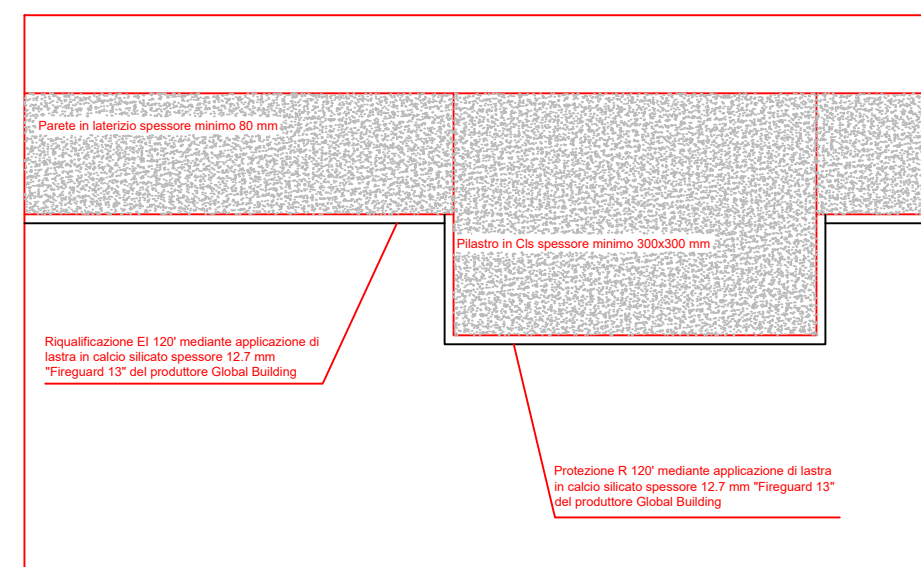 Parete in laterizio spessore minimo 80 mm
Pilastro in Cls spessore minimo 300x300 mm
Riqualificazione EI 120' mediante applicazione di
lastra in calcio silicato spessore 12.7 mm
"Fireguard 13" del produttore Global Building
Protezione R 120' mediante applicazione di lastra
in calcio silicato spessore 12.7 mm "Fireguard 13"
del produttore Global Building